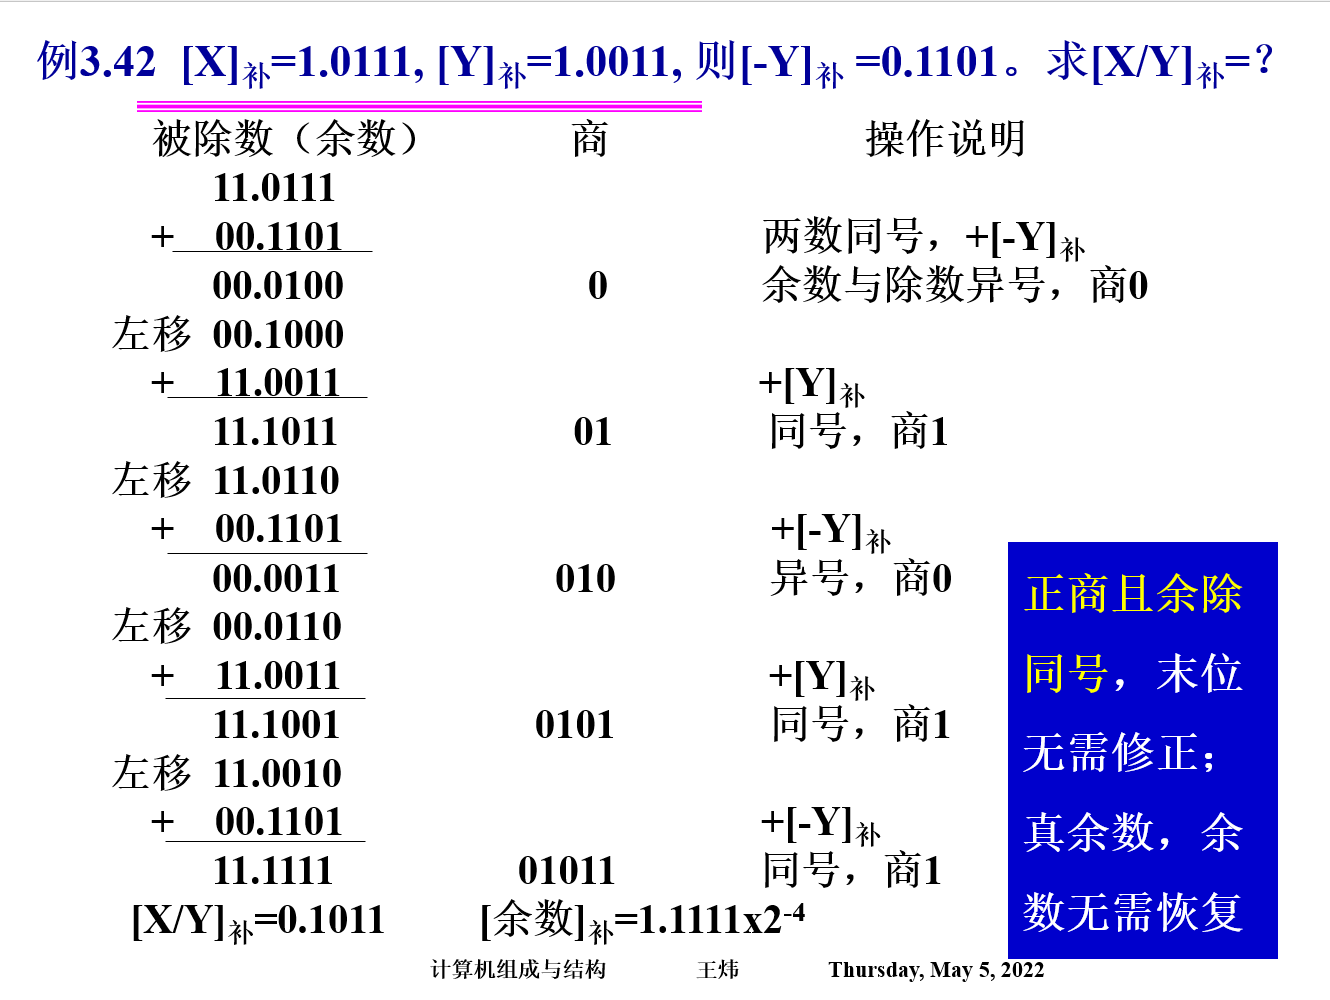 例3.42 [X]补=1.0111, [Y]补=1.0011, 则[-Y]补 =0.1101。求[X/Y]补=？
被除数（余数） 商 操作说明
11.0111
+ 00.1101 两数同号，+[-Y]补
00.0100 0 余数与除数异号，商0
左移 00.1000
+ 11.0011 +[Y]补
11.1011 01 同号，商1
左移 11.0110
+ 00.1101 +[-Y]补
00.0011 010 异号，商0
左移 00.0110
+ 11.0011 +[Y]补
11.1001 0101 同号，商1
左移 11.0010
+ 00.1101 +[-Y]补
11.1111 01011 同号，商1
[X/Y]补=0.1011 [余数]补=1.1111x2-4
正商且余除
同号，末位
无需修正；
真余数，余
数无需恢复
计算机组成与结构 王炜 Thursday, May 5, 2022